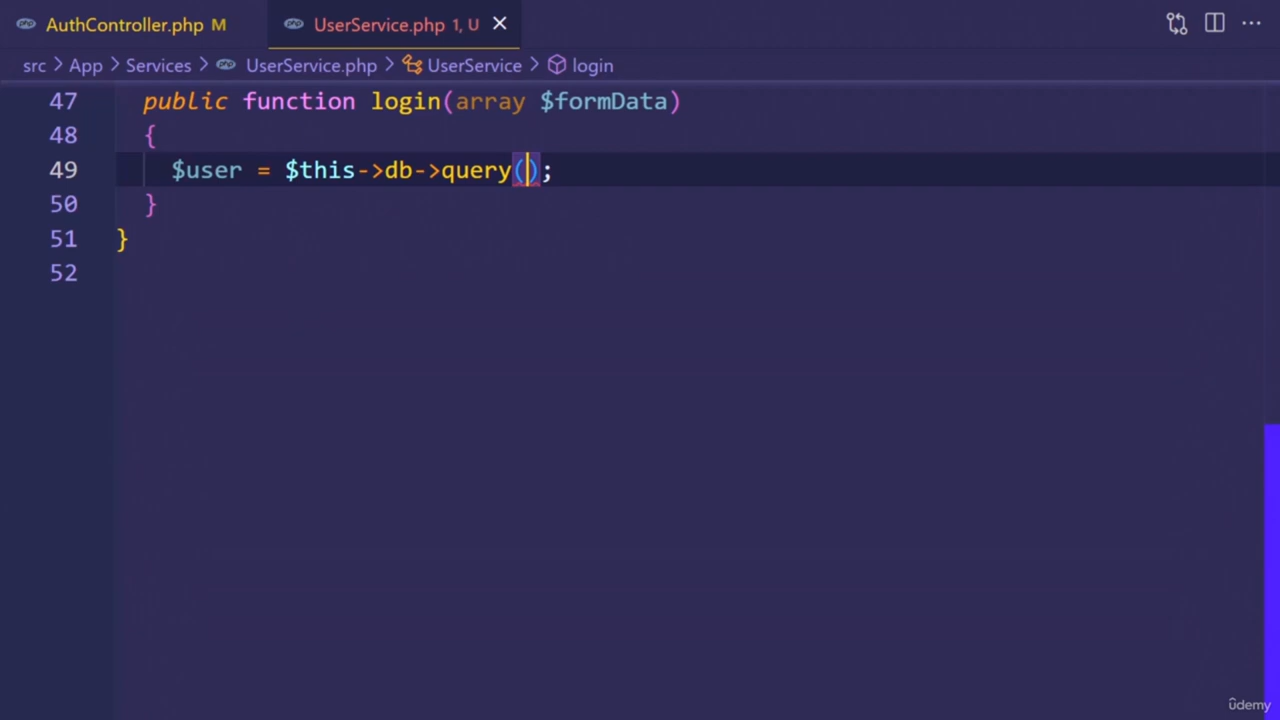 AuthController.php M
UserService.php 1, U
src > App > Services > UserService.php > UserService > login
47 public function login(array $formData)
48 {
49 $user = $this->db->query();
50 }
51 }
52
ûdemy